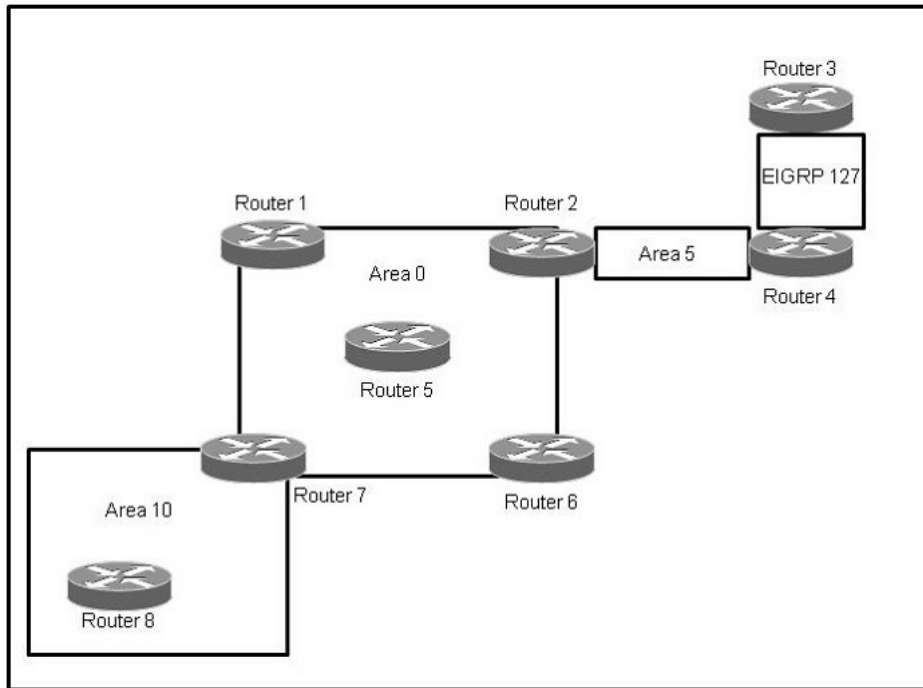 Router 3
EIGRP 127
Router 1
Router 2
Area 0
Area 5
Router 4
Router 5
Router 7
Router 6
Area 10
Router 8